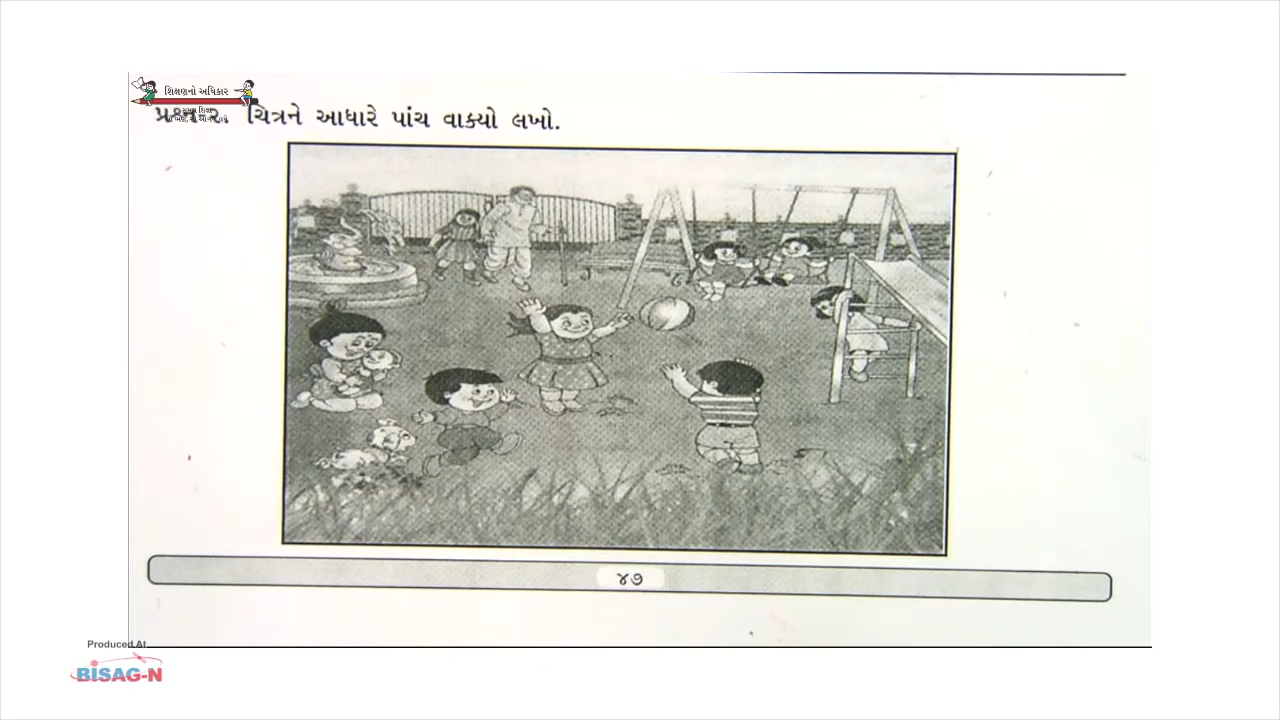 શિક્ષણનો અધિકાર
પ્રશ્ન ૨. ચિત્રને આધારે પાંચ વાક્યો લખો.
૪૭
Produced At
BISAG-N